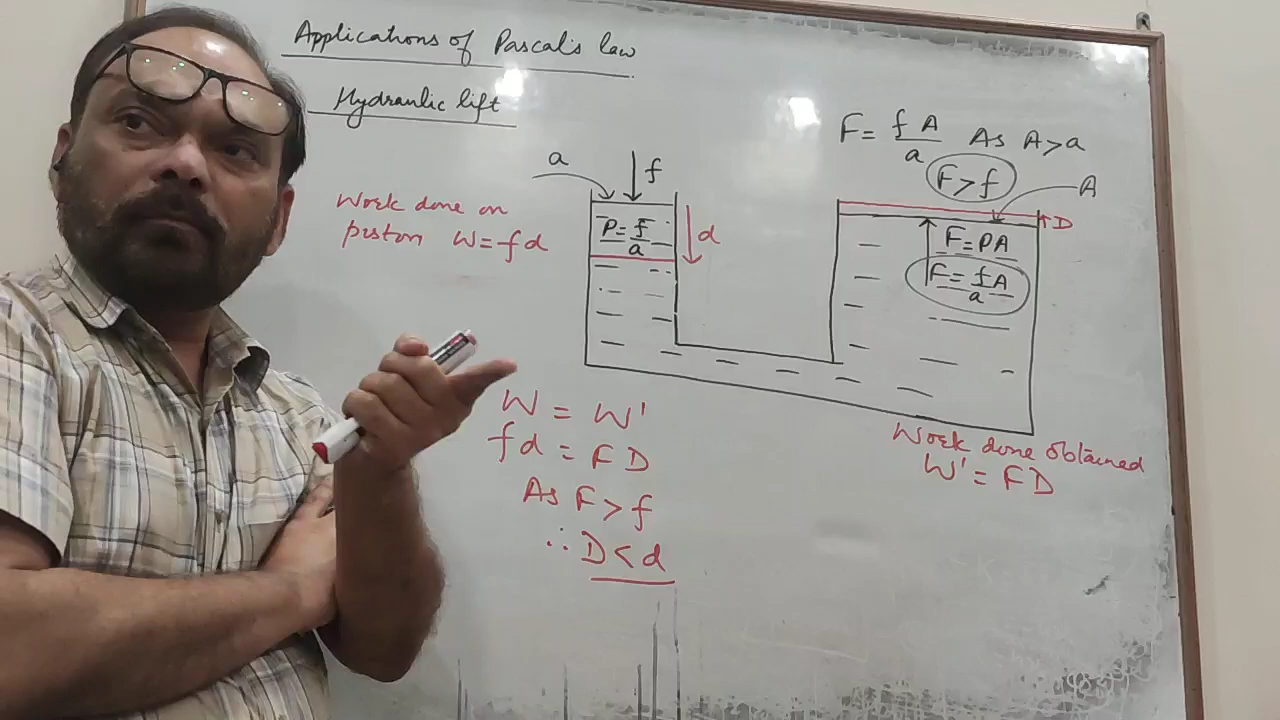 Applications of Pascal's law
Hydraulic lift
F = fA/a As A>a
F>f
a
f
A
Work done on
piston W = fd
P = f/a
d
D
F = PA
F = fA/a
W = W'
fd = FD
As F>f
∴ D<d
Work done obtained
W' = FD